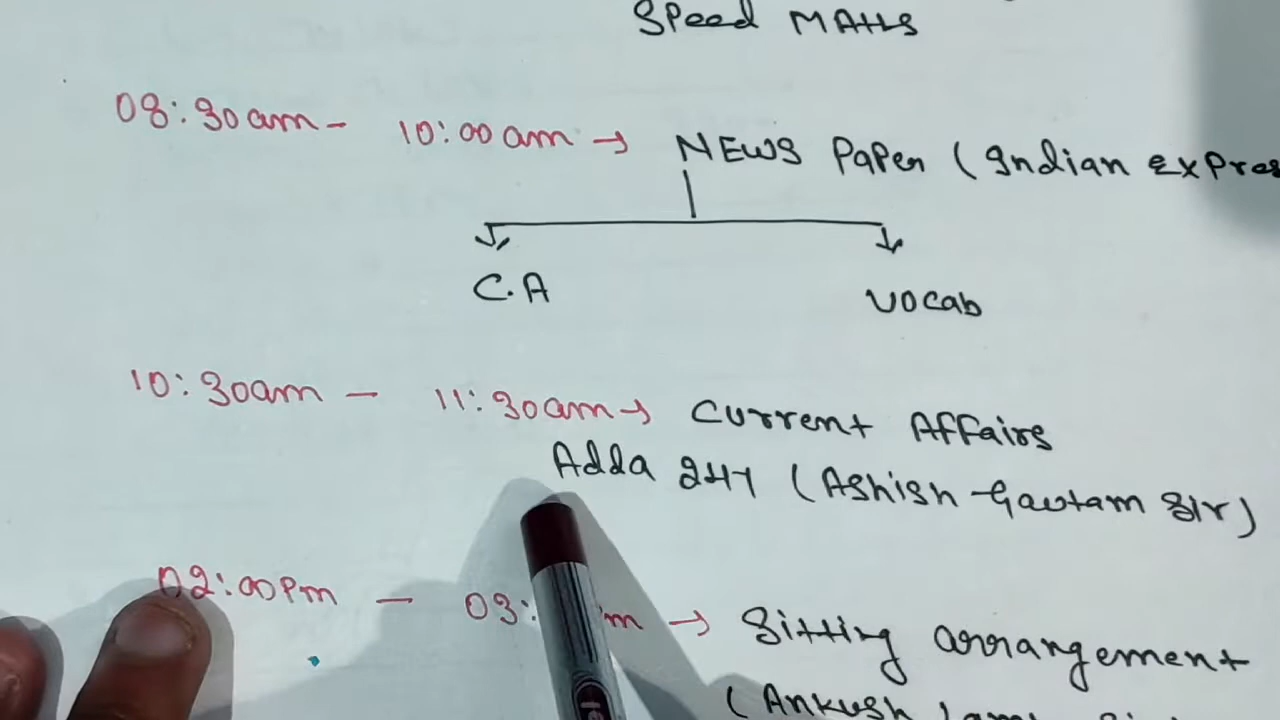 Speed MATHS
08:30am - 10:00am → NEWS PaPer (Indian exPres
C.A
vocab
10:30am - 11:30am → Current Affairs
Adda 247 (Ashish Gautam Sir)
02:00Pm - 03: m → Sitting arrangement
(Ankush